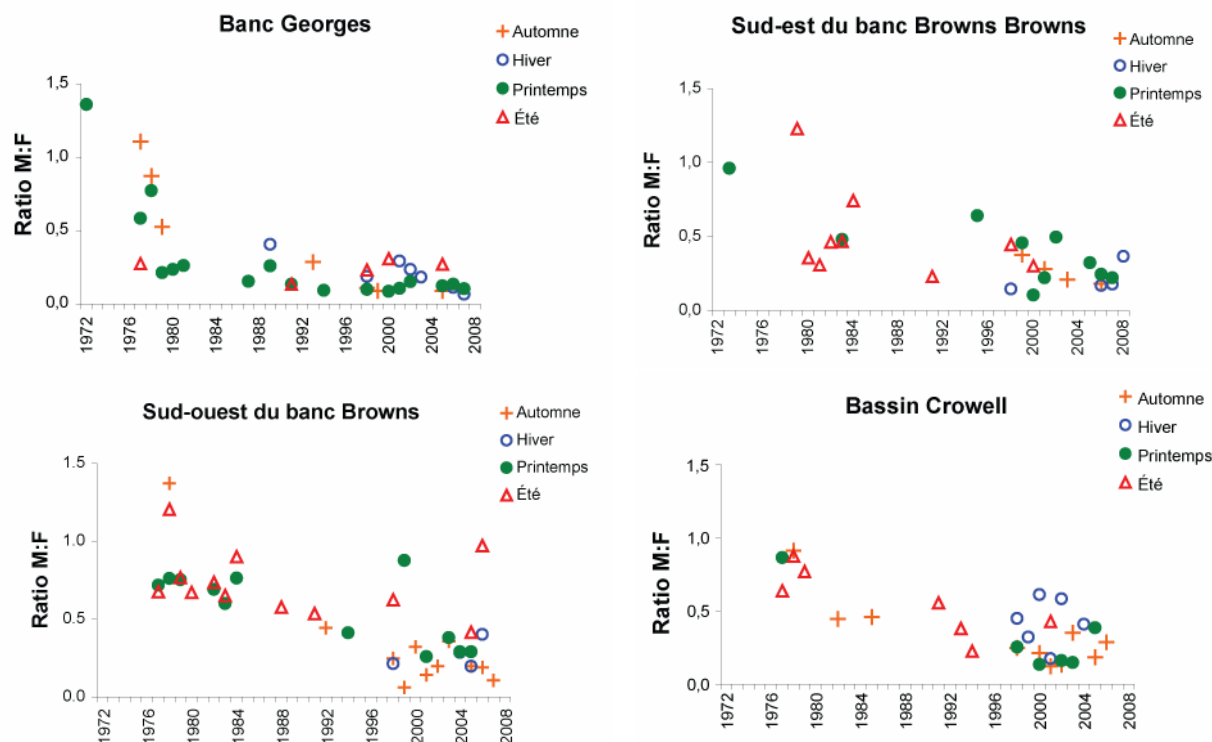 Banc Georges
Automne
Hiver
Printemps
Été
Ratio M:F
1,5
1,0
0,5
0,0
1972
1976
1980
1984
1988
1992
1996
2000
2004
2008
Sud-est du banc Browns Browns
Automne
Hiver
Printemps
Été
Ratio M:F
1,5
1,0
0,5
0,0
1972
1976
1980
1984
1988
1992
1996
2000
2004
2008
Sud-ouest du banc Browns
Automne
Hiver
Printemps
Été
Ratio M:F
1.5
1.0
0.5
0.0
1972
1976
1980
1984
1988
1992
1996
2000
2004
2008
Bassin Crowell
Automne
Hiver
Printemps
Été
Ratio M:F
1,5
1,0
0,5
0,0
1972
1976
1980
1984
1988
1992
1996
2000
2004
2008